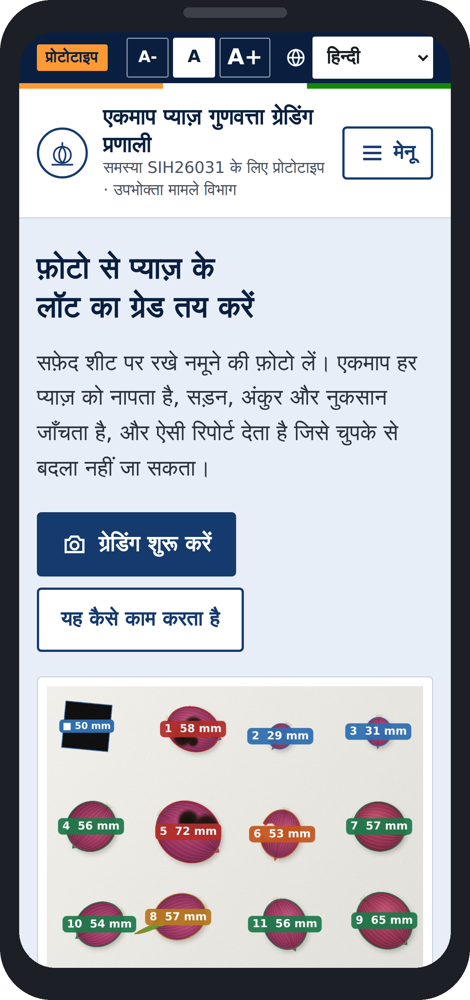 प्रोटोटाइप A- A A+ हिन्दी
एकमाप प्याज़ गुणवत्ता ग्रेडिंग
प्रणाली
समस्या SIH26031 के लिए प्रोटोटाइप
· उपभोक्ता मामले विभाग
मेनू
फ़ोटो से प्याज़ के
लॉट का ग्रेड तय करें
सफ़ेद शीट पर रखे नमूने की फ़ोटो लें। एकमाप हर
प्याज़ को नापता है, सड़न, अंकुर और नुकसान
जाँचता है, और ऐसी रिपोर्ट देता है जिसे चुपके से
बदला नहीं जा सकता।
ग्रेडिंग शुरू करें
यह कैसे काम करता है
50 mm
1 58 mm
2 29 mm
3 31 mm
4 56 mm
5 72 mm
6 53 mm
7 57 mm
10 54 mm
8 57 mm
11 56 mm
9 65 mm